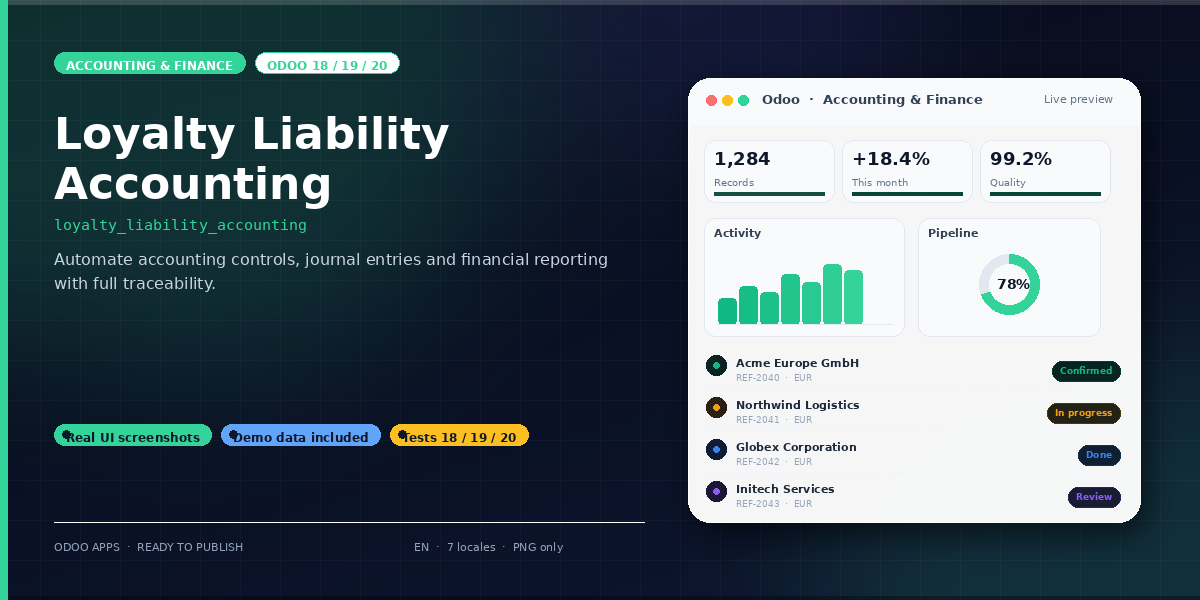 ACCOUNTING & FINANCE
ODOO 18 / 19 / 20
Loyalty Liability
Accounting
loyalty_liability_accounting
Automate accounting controls, journal entries and financial reporting
with full traceability.
Real UI screenshots
Demo data included
Tests 18 / 19 / 20
ODOO APPS · READY TO PUBLISH
EN · 7 locales · PNG only
Odoo · Accounting & Finance
Live preview
1,284
Records
+18.4%
This month
99.2%
Quality
Activity
Pipeline
78%
Acme Europe GmbH
REF-2040 · EUR
Confirmed
Northwind Logistics
REF-2041 · EUR
In progress
Globex Corporation
REF-2042 · EUR
Done
Initech Services
REF-2043 · EUR
Review